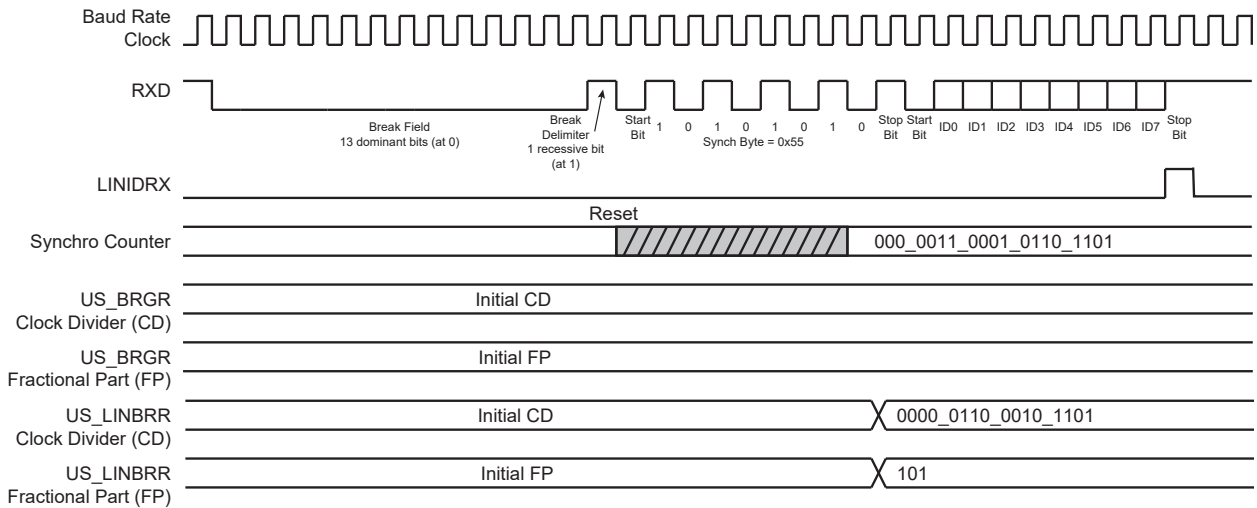 Baud Rate
Clock
RXD
Break Field
13 dominant bits (at 0)
Break
Delimiter
1 recessive bit
(at 1)
Start
Bit
1 0 1 0 1 0 1 0
Synch Byte = 0x55
Stop
Bit
Start
Bit
ID0 ID1 ID2 ID3 ID4 ID5 ID6 ID7
Stop
Bit
LINIDRX
Reset
Synchro Counter
000_0011_0001_0110_1101
US_BRGR
Clock Divider (CD)
Initial CD
US_BRGR
Fractional Part (FP)
Initial FP
US_LINBRR
Clock Divider (CD)
Initial CD
0000_0110_0010_1101
US_LINBRR
Fractional Part (FP)
Initial FP
101